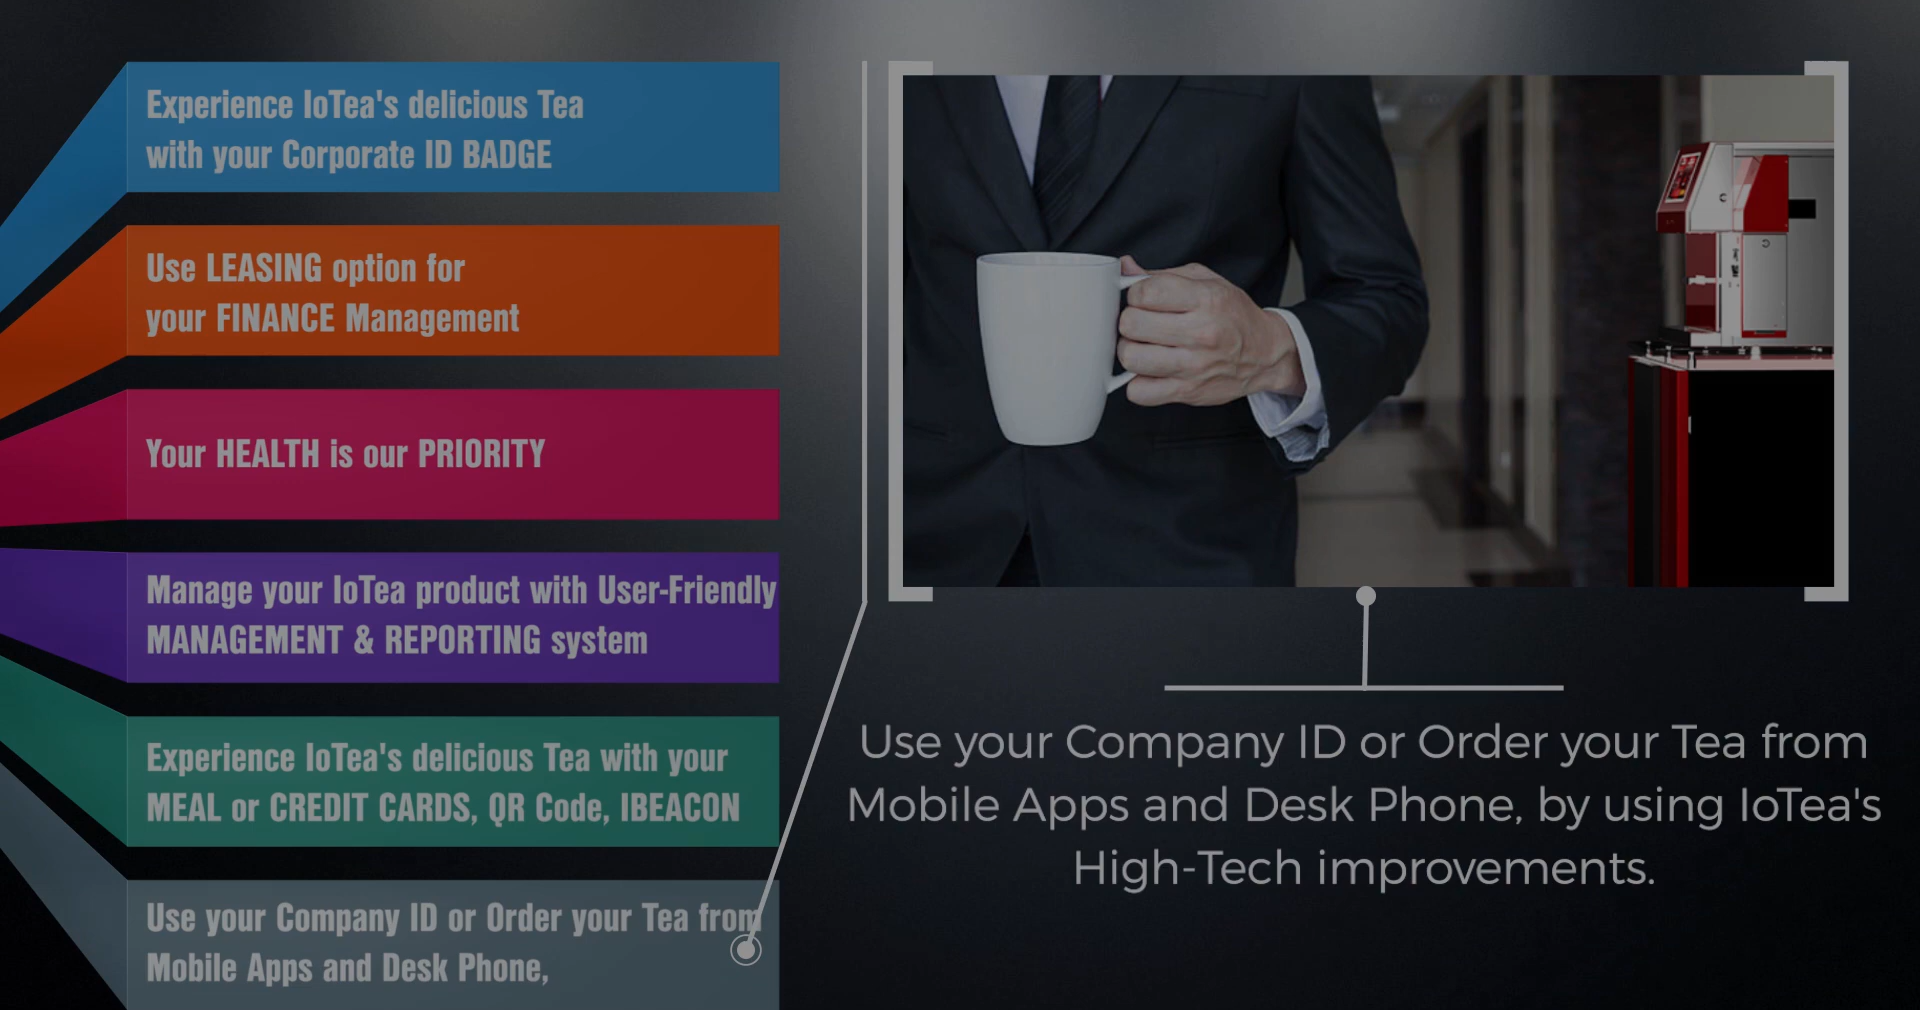 Experience IoTea's delicious Tea
with your Corporate ID BADGE
Use LEASING option for
your FINANCE Management
Your HEALTH is our PRIORITY
Manage your IoTea product with User-Friendly
MANAGEMENT & REPORTING system
Experience IoTea's delicious Tea with your
MEAL or CREDIT CARDS, QR Code, IBEACON
Use your Company ID or Order your Tea from
Mobile Apps and Desk Phone,
Use your Company ID or Order your Tea from
Mobile Apps and Desk Phone, by using IoTea's
High-Tech improvements.